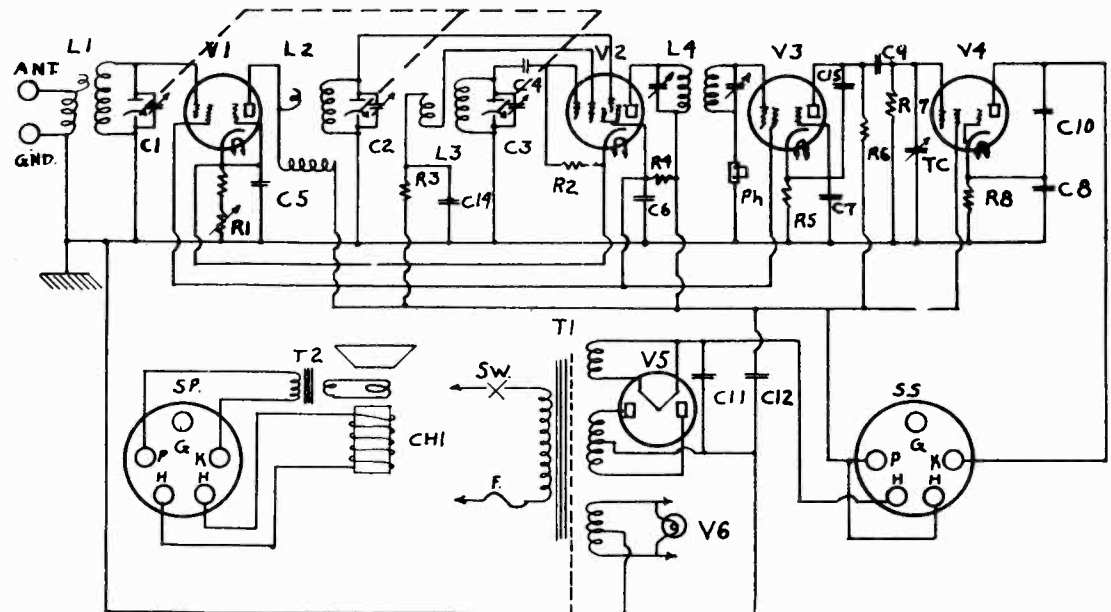 L1 V1 L2 V2 L4 V3 C9 V4
ANT.
GND.
C1
R1
C5
C2
L3
R3
C14
C3
C4
R2
R4
C6
Ph
R5
C7
C15
R6
R7
TC
R8
C10
C8
T2
SP.
G
P K
H H
CH1
SW.
F.
T1
V5
C11 C12
V6
SS
G
P K
H H